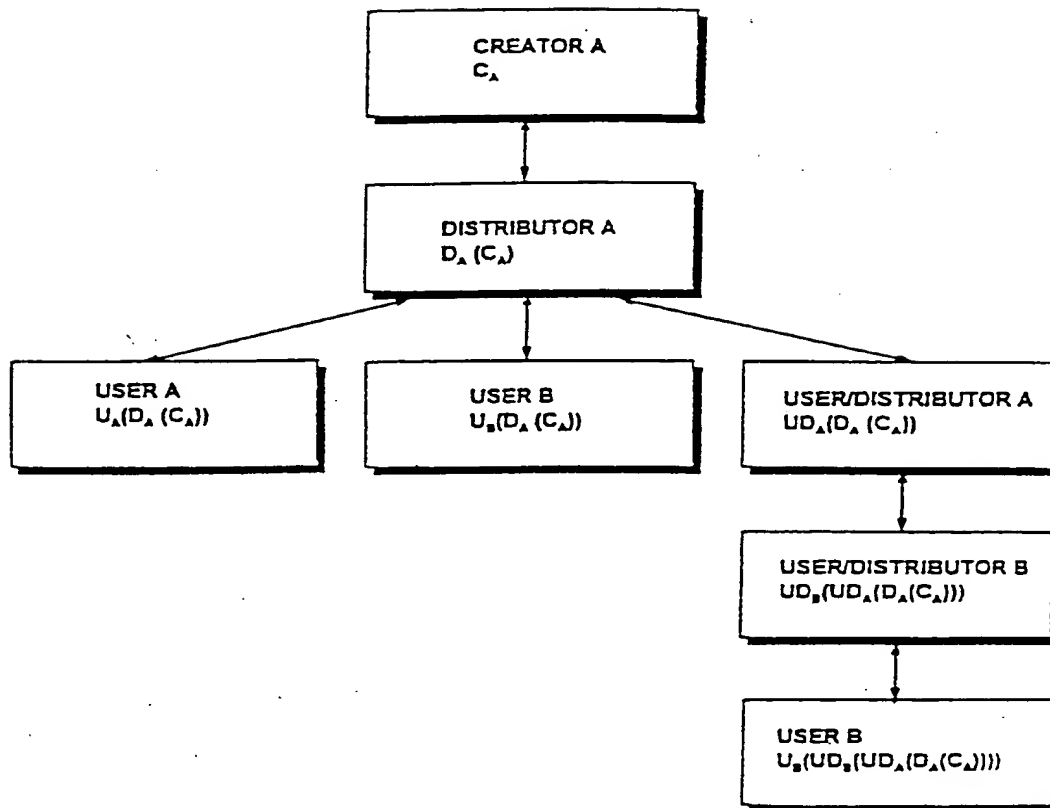 CREATOR A
C_A
DISTRIBUTOR A
D_A (C_A)
USER A
U_A(D_A (C_A))
USER B
U_B(D_A (C_A))
USER/DISTRIBUTOR A
UD_A(D_A (C_A))
USER/DISTRIBUTOR B
UD_B(UD_A(D_A(C_A)))
USER B
U_B(UD_B(UD_A(D_A(C_A))))